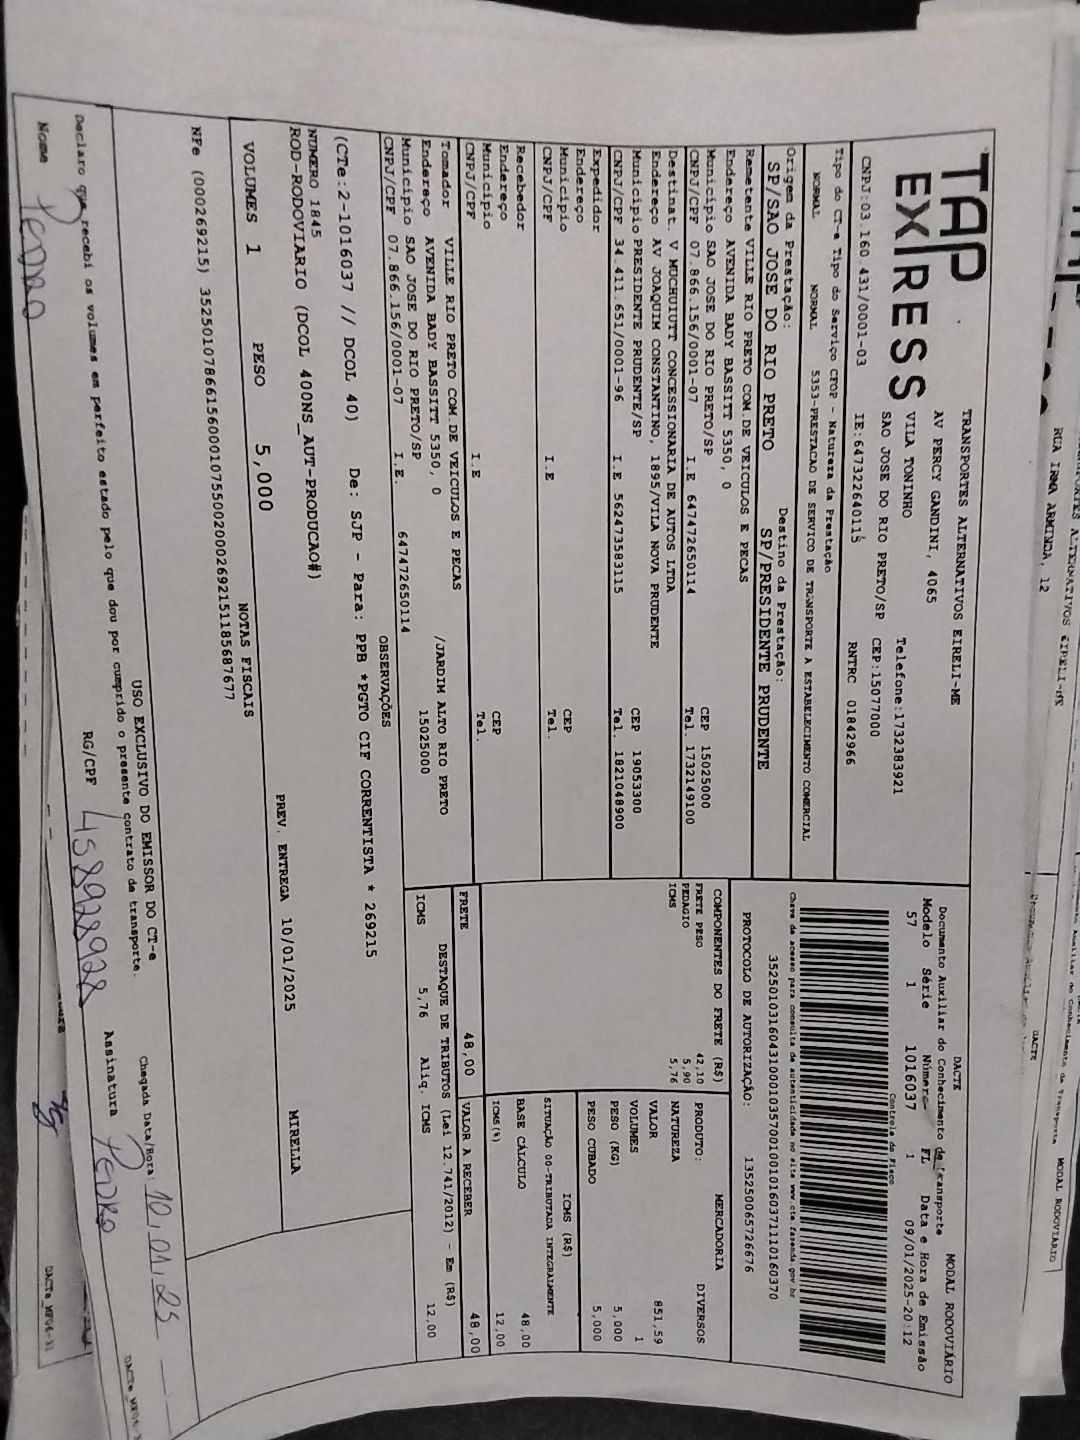 TAP
EXPRESS
TRANSPORTES ALTERNATIVOS EIRELI-ME
AV PERCY GANDINI, 4065
VILA TONINHO
SAO JOSE DO RIO PRETO/SP
Telefone:1732383921
CEP:15077000
CNPJ:03.160.431/0001-03 IE:647322640115 RNTRC 01842966
Tipo do CT-e Tipo do Serviço CFOP - Natureza da Prestação
NORMAL NORMAL 5353-PRESTACAO DE SERVICO DE TRANSPORTE A ESTABELECIMENTO COMERCIAL
Origem da Prestação: Destino da Prestação:
SP/SAO JOSE DO RIO PRETO SP/PRESIDENTE PRUDENTE
Remetente VILLE RIO PRETO COM.DE VEICULOS E PECAS
Endereço AVENIDA BADY BASSITT 5350, 0 CEP 15025000
Município SAO JOSE DO RIO PRETO/SP Tel. 1732149100
CNPJ/CPF 07.866.156/0001-07 I.E 647472650114
Destinat. V MUCHIUTT CONCESSIONARIA DE AUTOS LTDA
Endereço AV JOAQUIM CONSTANTINO, 1895/VILA NOVA PRUDENTE
Município PRESIDENTE PRUDENTE/SP CEP 19053300
CNPJ/CPF 34.411.651/0001-96 I.E 562473583115 Tel. 1821048900
Expedidor
Endereço
Município CEP
CNPJ/CPF I.E Tel.
Recebedor
Endereço
Município CEP
CNPJ/CPF I.E Tel.
Tomador VILLE RIO PRETO COM.DE VEICULOS E PECAS
Endereço AVENIDA BADY BASSITT 5350, 0 /JARDIM ALTO RIO PRETO
Município SAO JOSE DO RIO PRETO/SP 15025000
CNPJ/CPF 07.866.156/0001-07 I.E. 647472650114
DACTE MODAL RODOVIÁRIO
Documento Auxiliar do Conhecimento de Transporte
Modelo Série Número FL Data e Hora de Emissão
57 1 1016037 1 09/01/2025-20:12
Controle do Fisco
Chave de acesso para consulta de autenticidade no site www.cte.fazenda.gov.br
PROTOCOLO DE AUTORIZAÇÃO: 135250065726676
COMPONENTES DO FRETE (R$)
FRETE PESO 42,10
PEDAGIO 5,90
ICMS 5,76
MERCADORIA
PRODUTO: DIVERSOS
NATUREZA
VALOR 851,59
VOLUMES 1
PESO (KG) 5,000
PESO CUBADO 5,000
ICMS (R$)
SITUAÇÃO 00-TRIBUTADA INTEGRALMENTE
BASE CÁLCULO 48,00
ICMS(%) 12,00
FRETE 48,00 VALOR A RECEBER 48,00
DESTAQUE DE TRIBUTOS (Lei 12.741/2012) - Em (R$)
ICMS 5,76 Aliq. ICMS 12,00
OBSERVAÇÕES
(CTe:2-1016037 // DCOL 40) De: SJP - Para: PPB *PGTO CIF CORRENTISTA * 269215
NUMERO 1845
ROD-RODOVIARIO (DCOL 400NS_AUT-PRODUCAO#)
PREV. ENTREGA 10/01/2025 MIRELLA
VOLUMES 1 PESO 5,000
NOTAS FISCAIS
USO EXCLUSIVO DO EMISSOR DO CT-e
Declaro que recebi os volumes em perfeito estado pelo que dou por cumprido o presente contrato de transporte.
Chegada Data/Hora: 10,01,25
Nome Pedro RG/CPF 458928928 Assinatura Pedro
RUA IRMA ARMINDA, 12